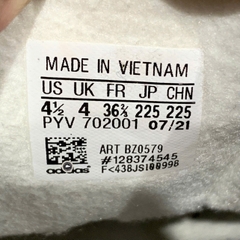 MADE IN VIETNAM
US UK FR JP CHN
4½ 4 36⅔ 225 225
PYV 702001 07/21
ART BZ0579
#128374545
adidas F<438JS100998